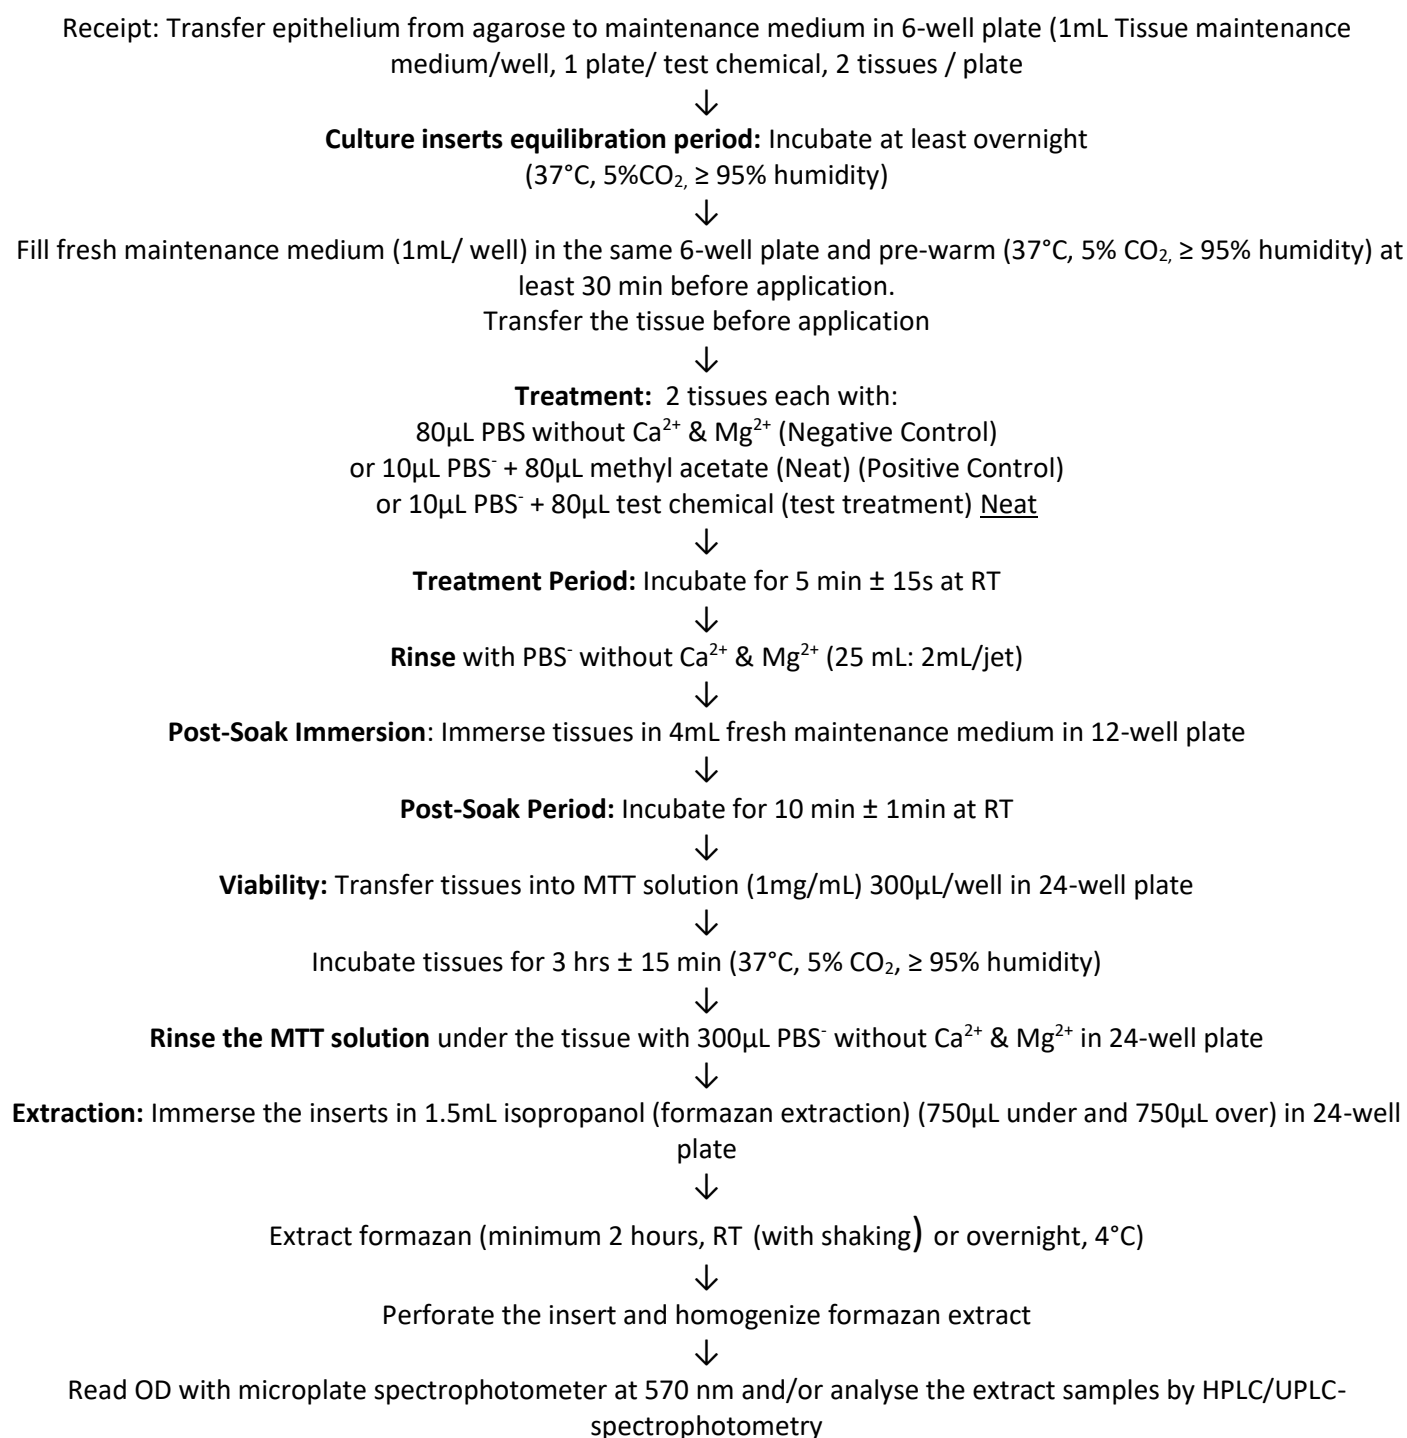 Receipt: Transfer epithelium from agarose to maintenance medium in 6-well plate (1mL Tissue maintenance
medium/well, 1 plate/ test chemical, 2 tissues / plate
↓
Culture inserts equilibration period: Incubate at least overnight
(37°C, 5%CO₂, ≥ 95% humidity)
↓
Fill fresh maintenance medium (1mL/ well) in the same 6-well plate and pre-warm (37°C, 5% CO₂, ≥ 95% humidity) at
least 30 min before application.
Transfer the tissue before application
↓
Treatment: 2 tissues each with:
80µL PBS without Ca²⁺ & Mg²⁺ (Negative Control)
or 10µL PBS⁻ + 80µL methyl acetate (Neat) (Positive Control)
or 10µL PBS⁻ + 80µL test chemical (test treatment) Neat
↓
Treatment Period: Incubate for 5 min ± 15s at RT
↓
Rinse with PBS⁻ without Ca²⁺ & Mg²⁺ (25 mL: 2mL/jet)
↓
Post-Soak Immersion: Immerse tissues in 4mL fresh maintenance medium in 12-well plate
↓
Post-Soak Period: Incubate for 10 min ± 1min at RT
↓
Viability: Transfer tissues into MTT solution (1mg/mL) 300µL/well in 24-well plate
↓
Incubate tissues for 3 hrs ± 15 min (37°C, 5% CO₂, ≥ 95% humidity)
↓
Rinse the MTT solution under the tissue with 300µL PBS⁻ without Ca²⁺ & Mg²⁺ in 24-well plate
↓
Extraction: Immerse the inserts in 1.5mL isopropanol (formazan extraction) (750µL under and 750µL over) in 24-well
plate
↓
Extract formazan (minimum 2 hours, RT (with shaking) or overnight, 4°C)
↓
Perforate the insert and homogenize formazan extract
↓
Read OD with microplate spectrophotometer at 570 nm and/or analyse the extract samples by HPLC/UPLC-
spectrophotometry